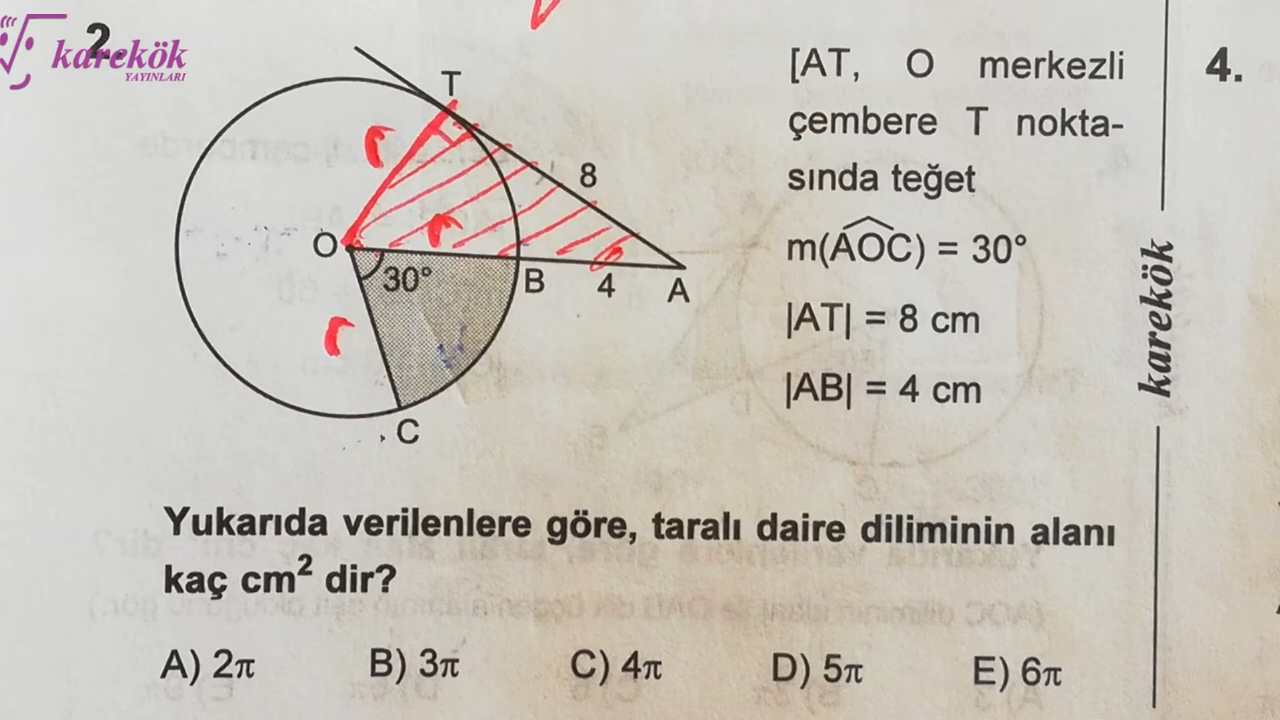 karekök
YAYINLARI
2.
T
r
8
O
r
30°
B
4
A
r
C
[AT, O merkezli
çembere T nokta-
sında teğet
m(AOC) = 30°
|AT| = 8 cm
|AB| = 4 cm
Yukarıda verilenlere göre, taralı daire diliminin alanı
kaç cm² dir?
A) 2π B) 3π C) 4π D) 5π E) 6π
karekök
4.